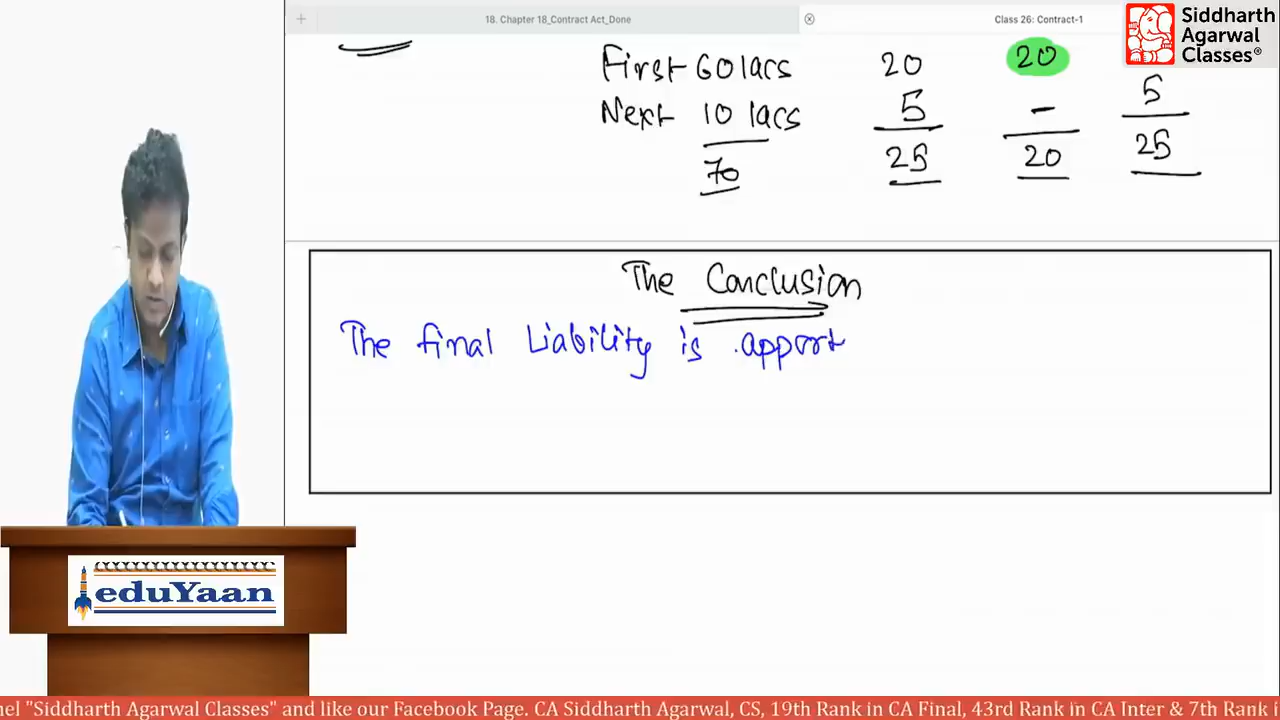 18. Chapter 18_Contract Act_Done
Class 26: Contract-1
Siddharth
Agarwal
Classes®
First 60 lacs 20 20
Next 10 lacs 5 - 5
70 25 20 25
The Conclusion
The final Liability is apport
eduYaan
nel "Siddharth Agarwal Classes" and like our Facebook Page. CA Siddharth Agarwal, CS, 19th Rank in CA Final, 43rd Rank in CA Inter & 7th Rank i